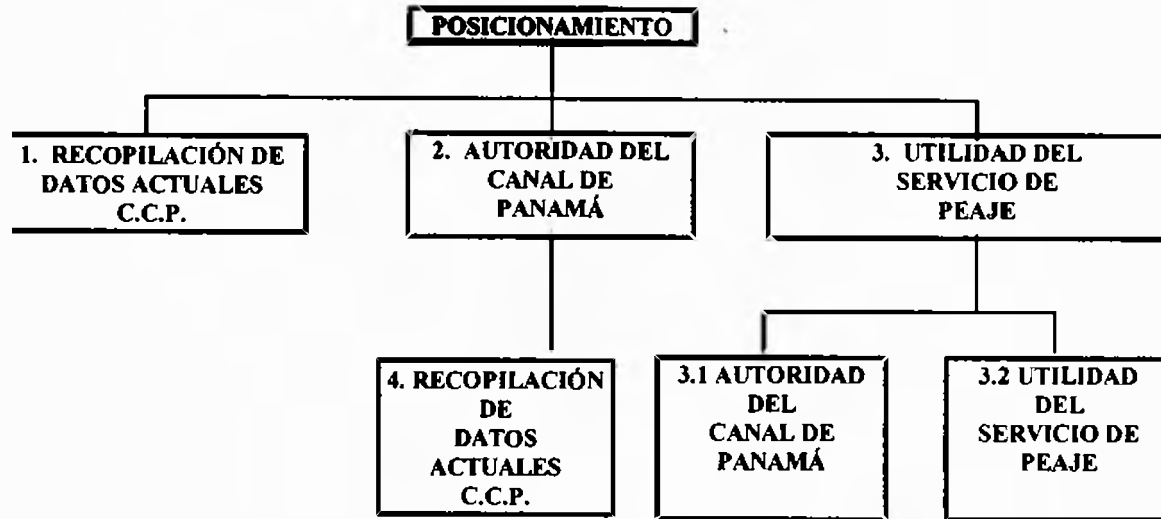 POSICIONAMIENTO
1. RECOPILACIÓN DE
DATOS ACTUALES
C.C.P.
2. AUTORIDAD DEL
CANAL DE
PANAMÁ
3. UTILIDAD DEL
SERVICIO DE
PEAJE
4. RECOPILACIÓN
DE
DATOS
ACTUALES
C.C.P.
3.1 AUTORIDAD
DEL
CANAL DE
PANAMÁ
3.2 UTILIDAD
DEL
SERVICIO DE
PEAJE